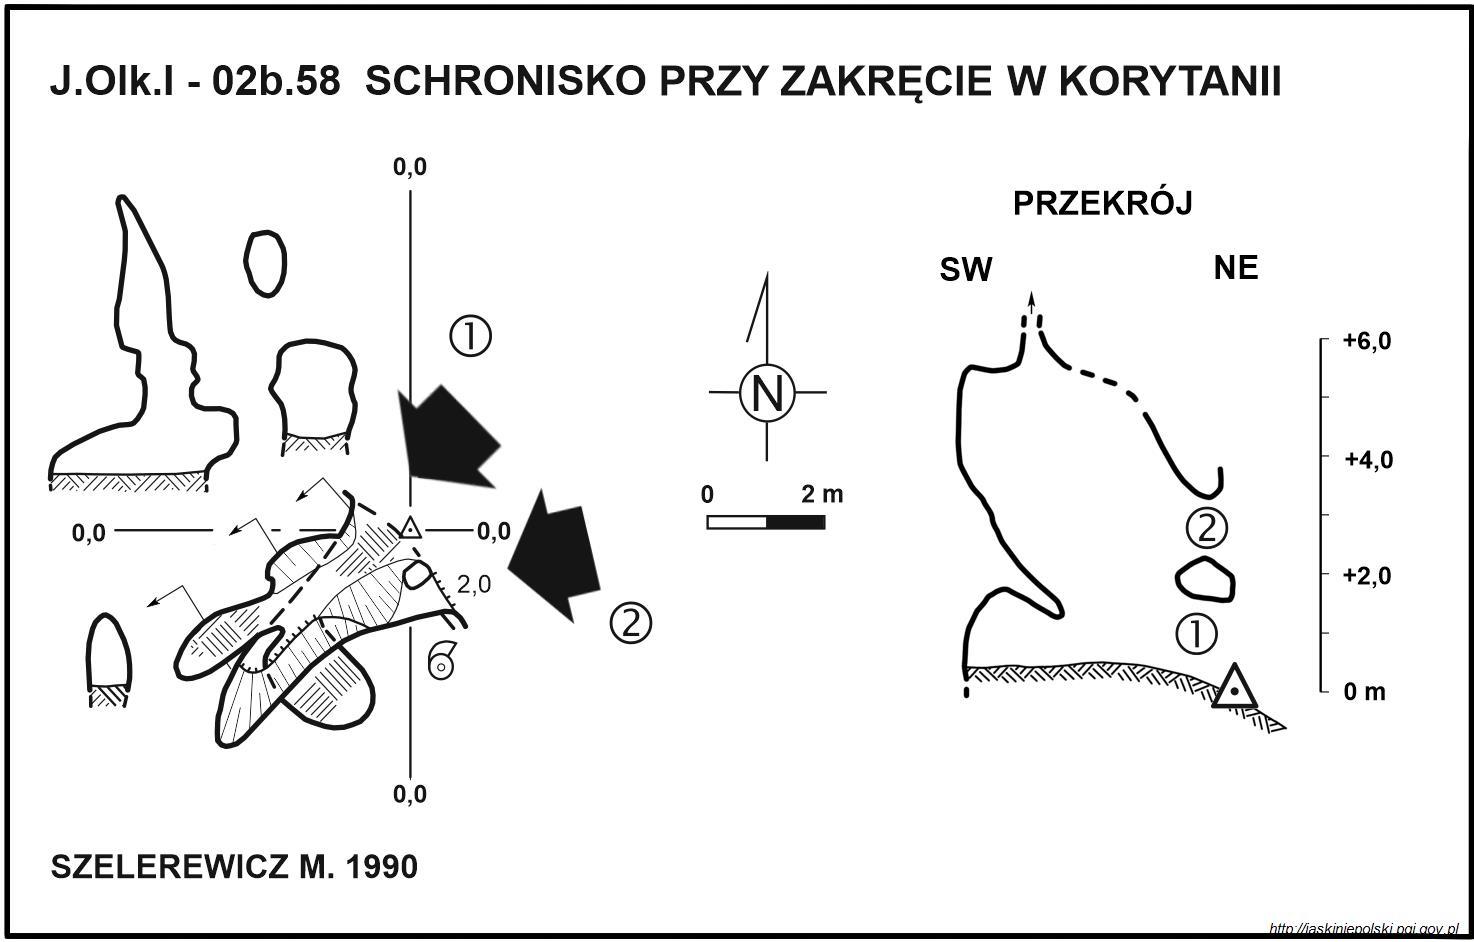 J.Olk.I - 02b.58 SCHRONISKO PRZY ZAKRĘCIE W KORYTANII
0,0
PRZEKRÓJ
SW
NE
1
N
+6,0
+4,0
0
2 m
0,0
0,0
2
+2,0
2,0
2
1
0 m
0,0
SZELEREWICZ M. 1990
http://jaskiniepolski.pgi.gov.pl